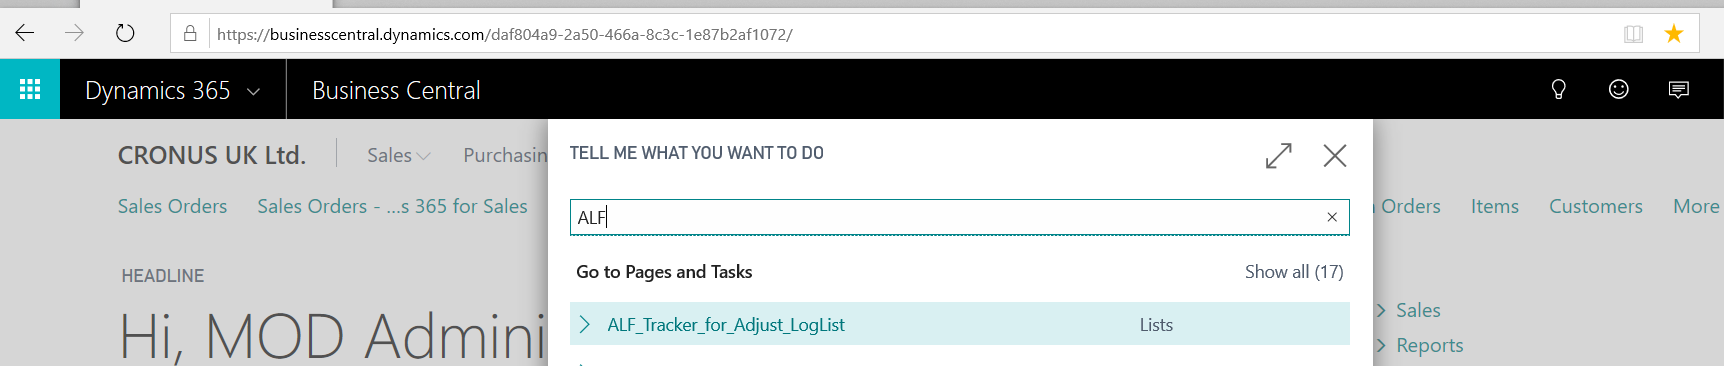 https://businesscentral.dynamics.com/daf804a9-2a50-466a-8c3c-1e87b2af1072/
Dynamics 365 Business Central
CRONUS UK Ltd. Sales Purchasin
TELL ME WHAT YOU WANT TO DO
Sales Orders Sales Orders - ...s 365 for Sales
ALF
Orders Items Customers More
Go to Pages and Tasks Show all (17)
HEADLINE
ALF_Tracker_for_Adjust_LogList Lists
Hi, MOD Admini
Sales
Reports